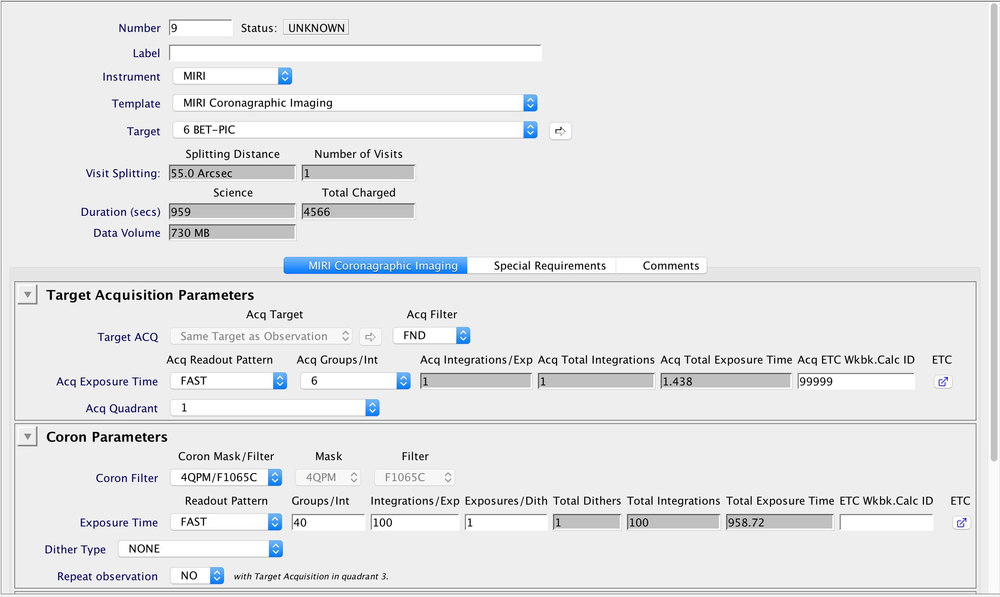 Number 9 Status: UNKNOWN
Label
Instrument MIRI
Template MIRI Coronagraphic Imaging
Target 6 BET-PIC
Splitting Distance Number of Visits
Visit Splitting: 55.0 Arcsec 1
Science Total Charged
Duration (secs) 959 4566
Data Volume 730 MB
MIRI Coronagraphic Imaging Special Requirements Comments
Target Acquisition Parameters
Acq Target Acq Filter
Target ACQ Same Target as Observation FND
Acq Readout Pattern Acq Groups/Int Acq Integrations/Exp Acq Total Integrations Acq Total Exposure Time Acq ETC Wkbk.Calc ID ETC
Acq Exposure Time FAST 6 1 1 1.438 99999
Acq Quadrant 1
Coron Parameters
Coron Mask/Filter Mask Filter
Coron Filter 4QPM/F1065C 4QPM F1065C
Readout Pattern Groups/Int Integrations/Exp Exposures/Dith Total Dithers Total Integrations Total Exposure Time ETC Wkbk.Calc ID ETC
Exposure Time FAST 40 100 1 1 100 958.72
Dither Type NONE
Repeat observation NO with Target Acquisition in quadrant 3.